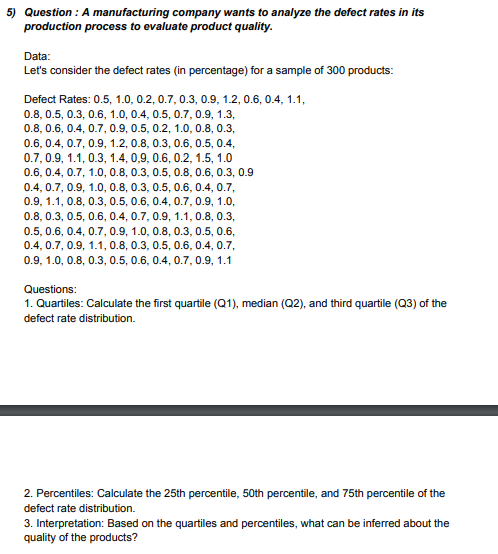 5) Question : A manufacturing company wants to analyze the defect rates in its
production process to evaluate product quality.
Data:
Let's consider the defect rates (in percentage) for a sample of 300 products:
Defect Rates: 0.5, 1.0, 0.2, 0.7, 0.3, 0.9, 1.2, 0.6, 0.4, 1.1,
0.8, 0.5, 0.3, 0.6, 1.0, 0.4, 0.5, 0.7, 0.9, 1.3,
0.8, 0.6, 0.4, 0.7, 0.9, 0.5, 0.2, 1.0, 0.8, 0.3,
0.6, 0.4, 0.7, 0.9, 1.2, 0.8, 0.3, 0.6, 0.5, 0.4,
0.7, 0.9, 1.1, 0.3, 1.4, 0,9, 0.6, 0.2, 1.5, 1.0
0.6, 0.4, 0.7, 1.0, 0.8, 0.3, 0.5, 0.8, 0.6, 0.3, 0.9
0.4, 0.7, 0.9, 1.0, 0.8, 0.3, 0.5, 0.6, 0.4, 0.7,
0.9, 1.1, 0.8, 0.3, 0.5, 0.6, 0.4, 0.7, 0.9, 1.0,
0.8, 0.3, 0.5, 0.6, 0.4, 0.7, 0.9, 1.1, 0.8, 0.3,
0.5, 0.6, 0.4, 0.7, 0.9, 1.0, 0.8, 0.3, 0.5, 0.6,
0.4, 0.7, 0.9, 1.1, 0.8, 0.3, 0.5, 0.6, 0.4, 0.7,
0.9, 1.0, 0.8, 0.3, 0.5, 0.6, 0.4, 0.7, 0.9, 1.1
Questions:
1. Quartiles: Calculate the first quartile (Q1), median (Q2), and third quartile (Q3) of the
defect rate distribution.
2. Percentiles: Calculate the 25th percentile, 50th percentile, and 75th percentile of the
defect rate distribution.
3. Interpretation: Based on the quartiles and percentiles, what can be inferred about the
quality of the products?